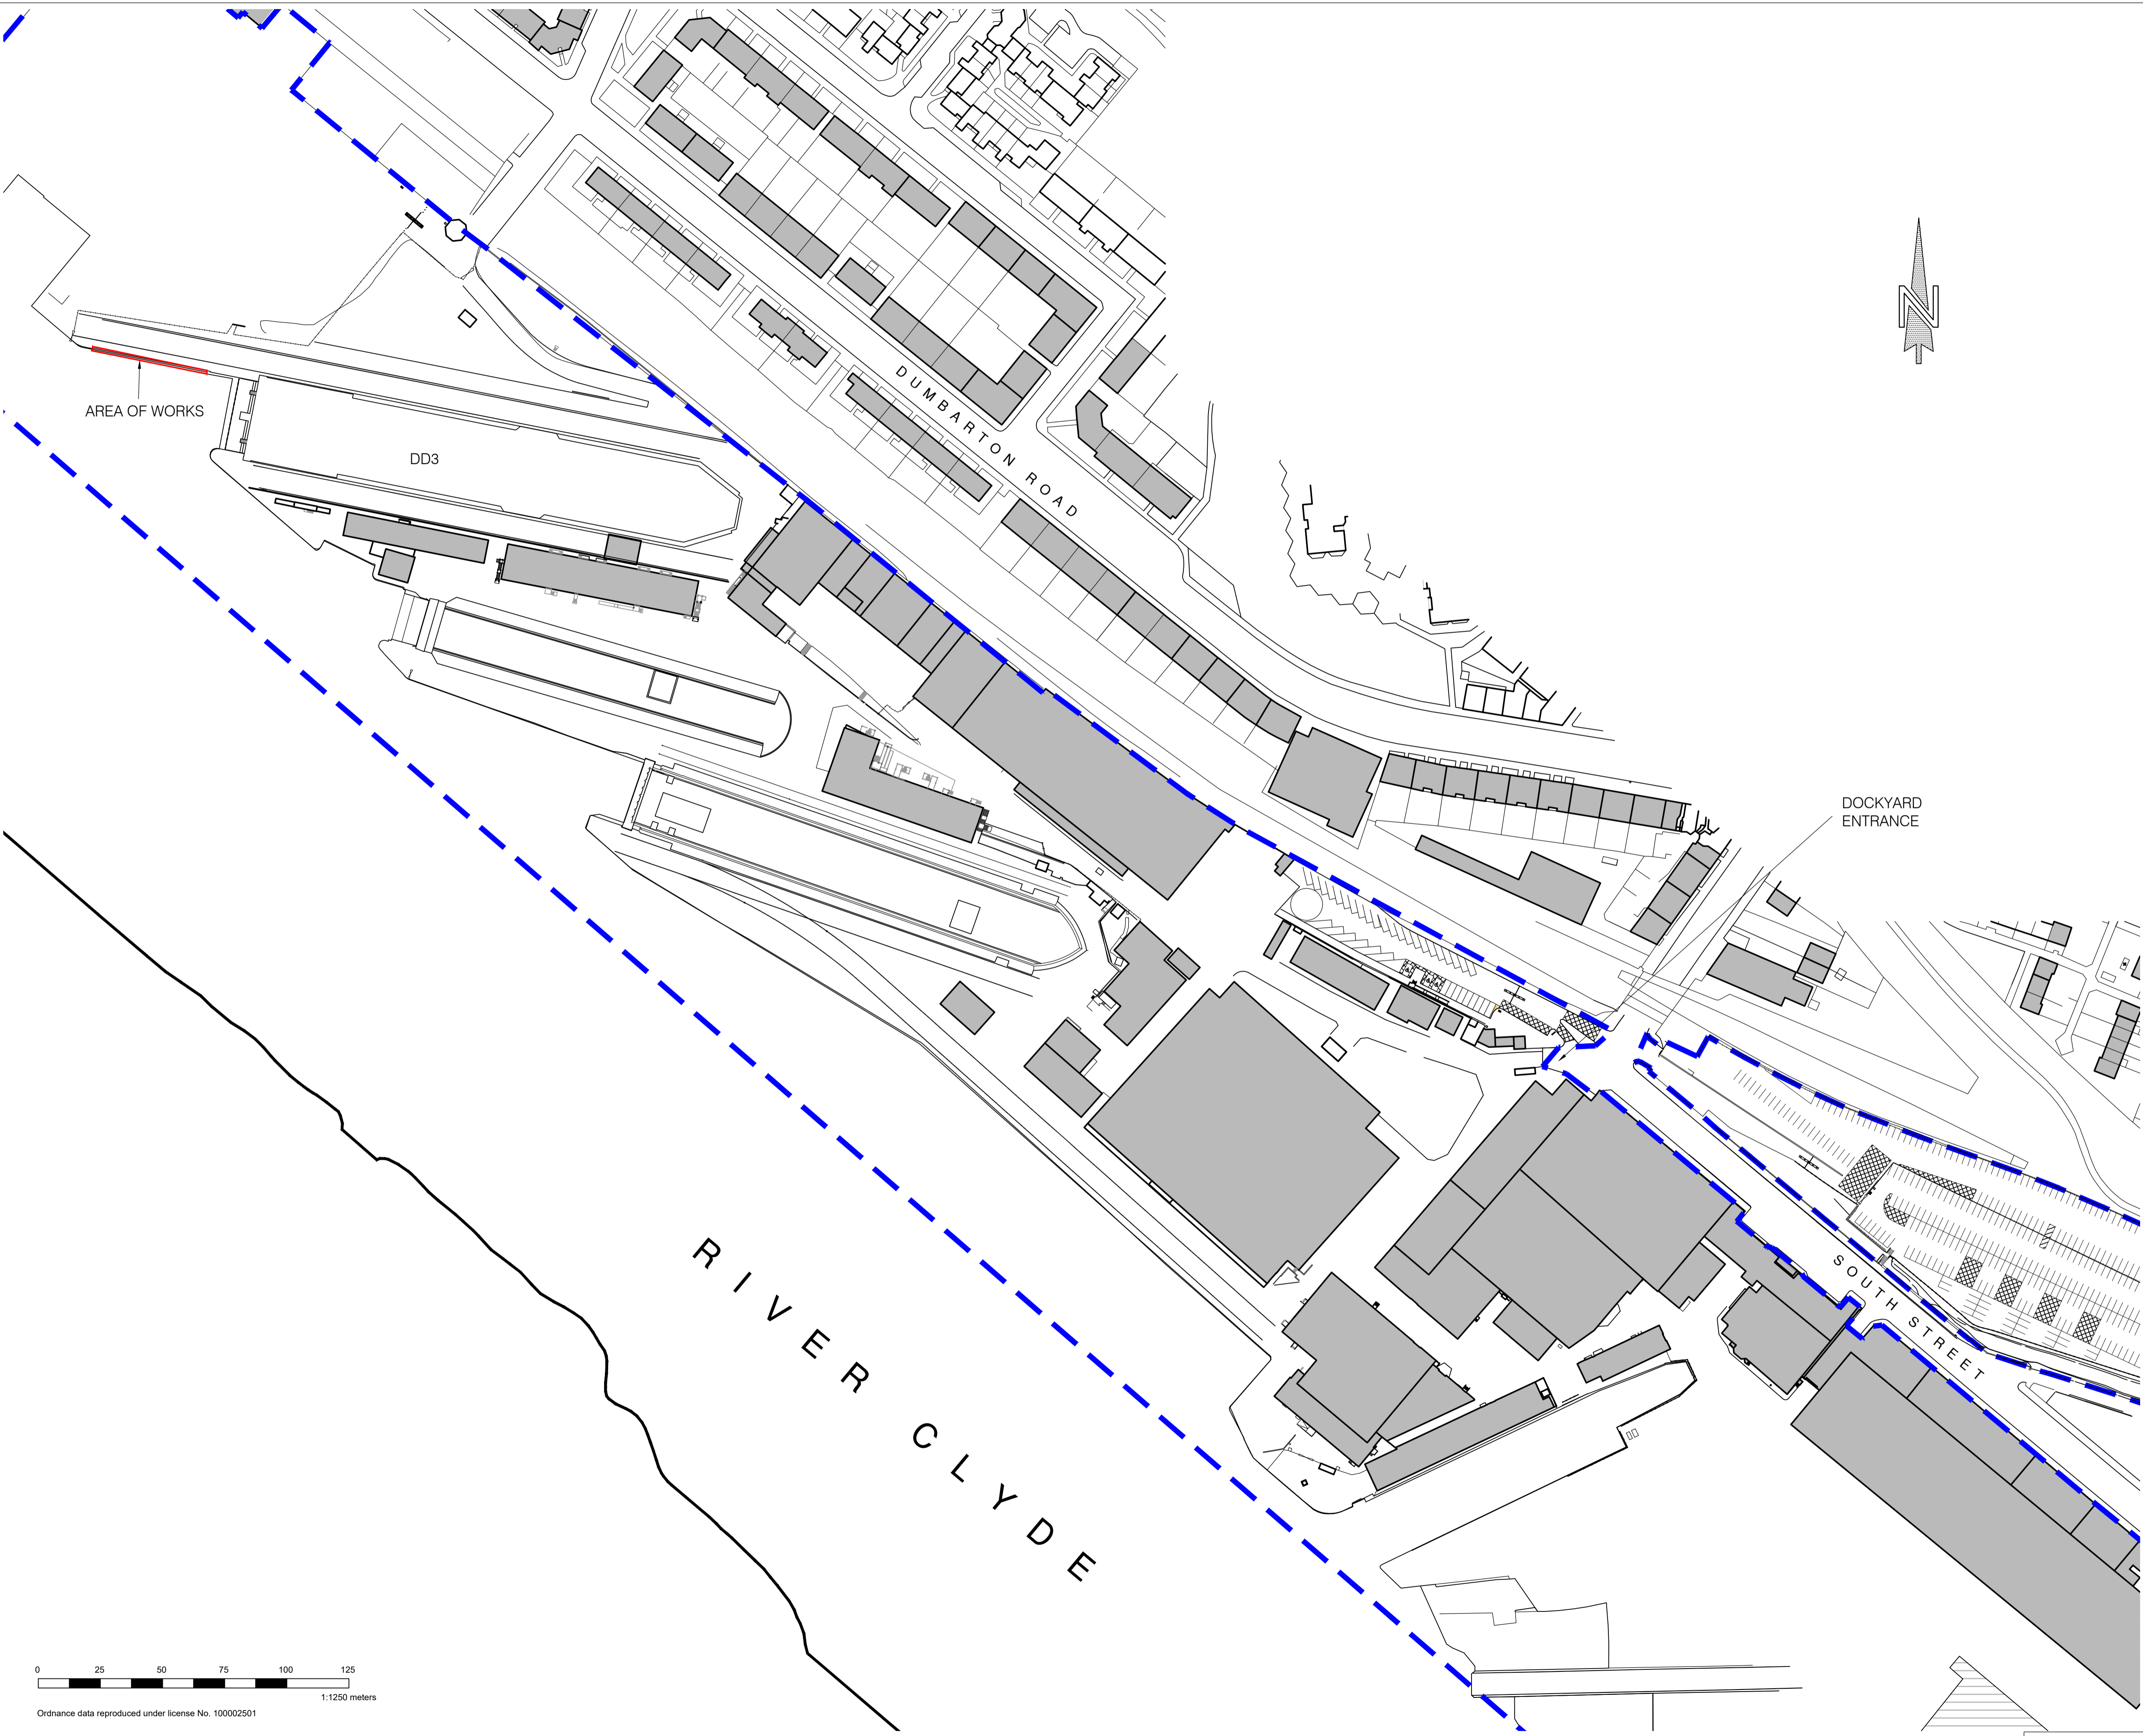 N
AREA OF WORKS
DUMBARTON ROAD
DD3
DOCKYARD
ENTRANCE
RIVER CLYDE
SOUTH STREET
0 25 50 75 100 125
1:1250 meters
Ordnance data reproduced under license No. 100002501